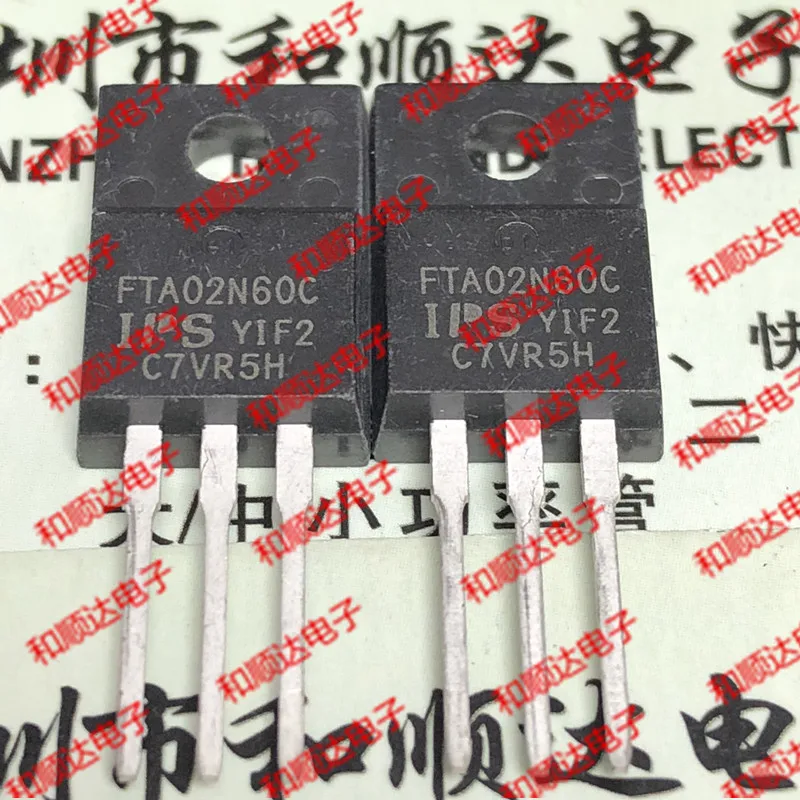 圳市和顺达电子
NZH
ELECT
FTA02N60C
IPS YIF2
C7VR5H
FTA02N60C
IPS YIF2
C7VR5H
、快
二
大/中小功率管
圳市和顺达电
和顺达电子